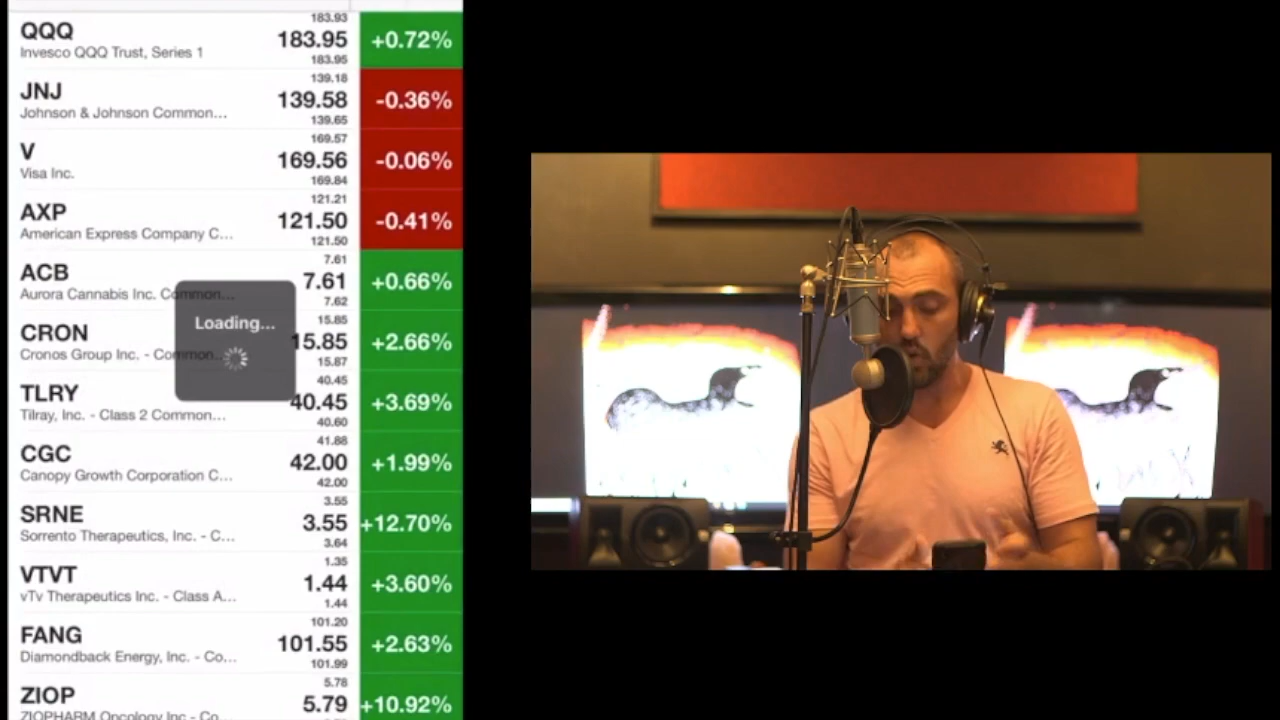 183.93
QQQ 183.95 +0.72%
Invesco QQQ Trust, Series 1
183.95
139.18
JNJ 139.58 -0.36%
Johnson & Johnson Common...
139.65
169.57
V 169.56 -0.06%
Visa Inc.
169.84
121.21
AXP 121.50 -0.41%
American Express Company C...
121.50
7.61
ACB 7.61 +0.66%
Aurora Cannabis Inc. Common...
7.62
Loading...
15.85
CRON 15.85 +2.66%
Cronos Group Inc. - Common...
15.87
40.45
TLRY 40.45 +3.69%
Tilray, Inc. - Class 2 Common...
40.60
41.88
CGC 42.00 +1.99%
Canopy Growth Corporation C...
42.00
3.55
SRNE 3.55 +12.70%
Sorrento Therapeutics, Inc. - C...
3.64
1.35
VTVT 1.44 +3.60%
vTv Therapeutics Inc. - Class A...
1.44
101.20
FANG 101.55 +2.63%
Diamondback Energy, Inc. - Co...
101.99
5.78
ZIOP 5.79 +10.92%
ZIOPHARM Oncology Inc - Co...